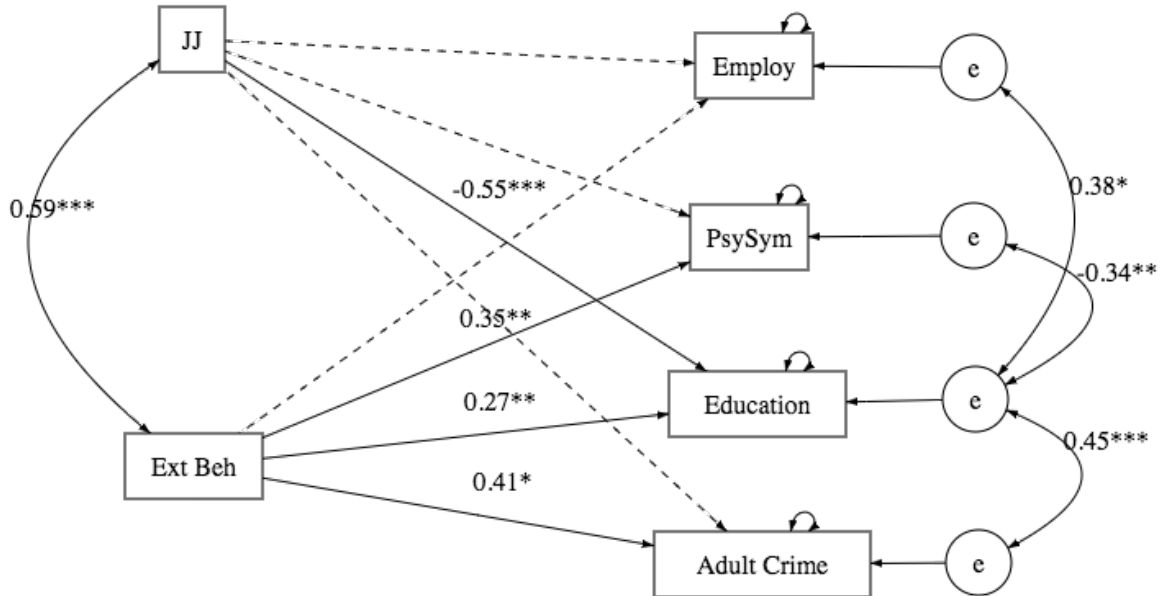 JJ
Employ
e
0.38*
-0.55***
0.59***
PsySym
e
-0.34**
0.35**
0.27**
Education
e
0.45***
Ext Beh
0.41*
Adult Crime
e